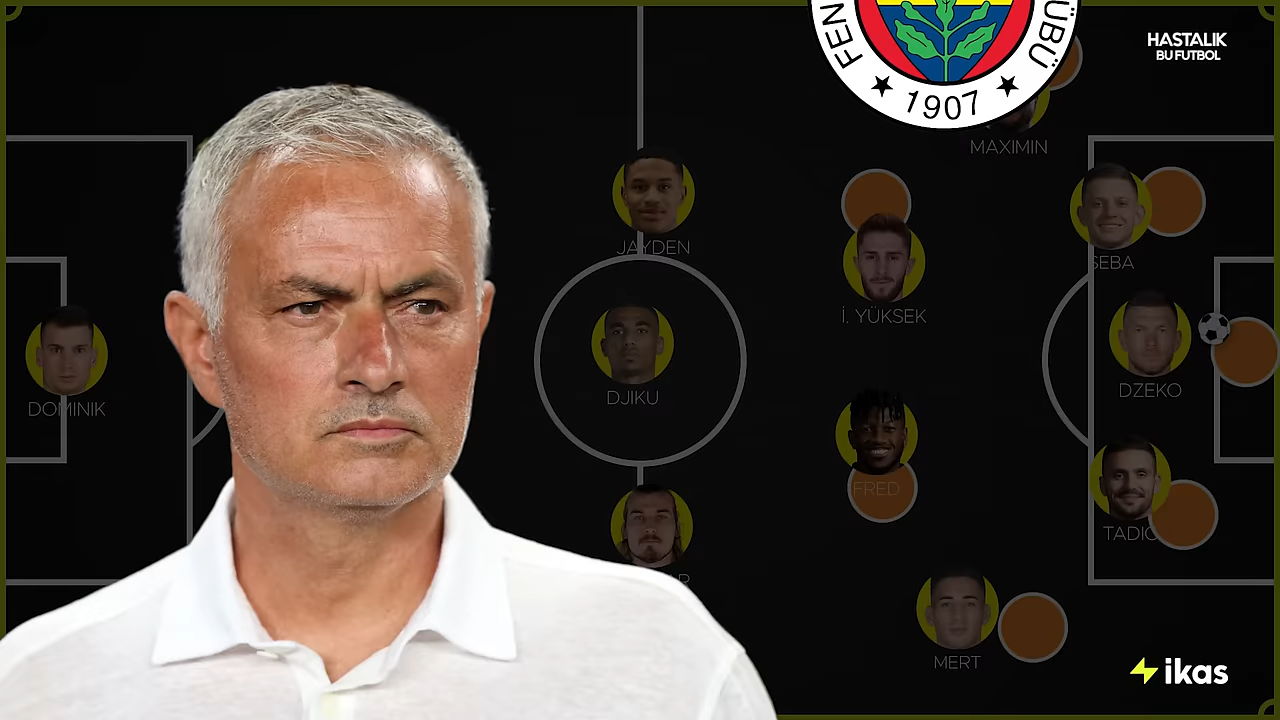 FEN
ÜBÜ
1907
HASTALIK
BU FUTBOL
MAXIMIN
JAYDEN
SEBA
İ. YÜKSEK
DZEKO
DJIKU
DOMINIK
FRED
TADIC
MERT
ikas